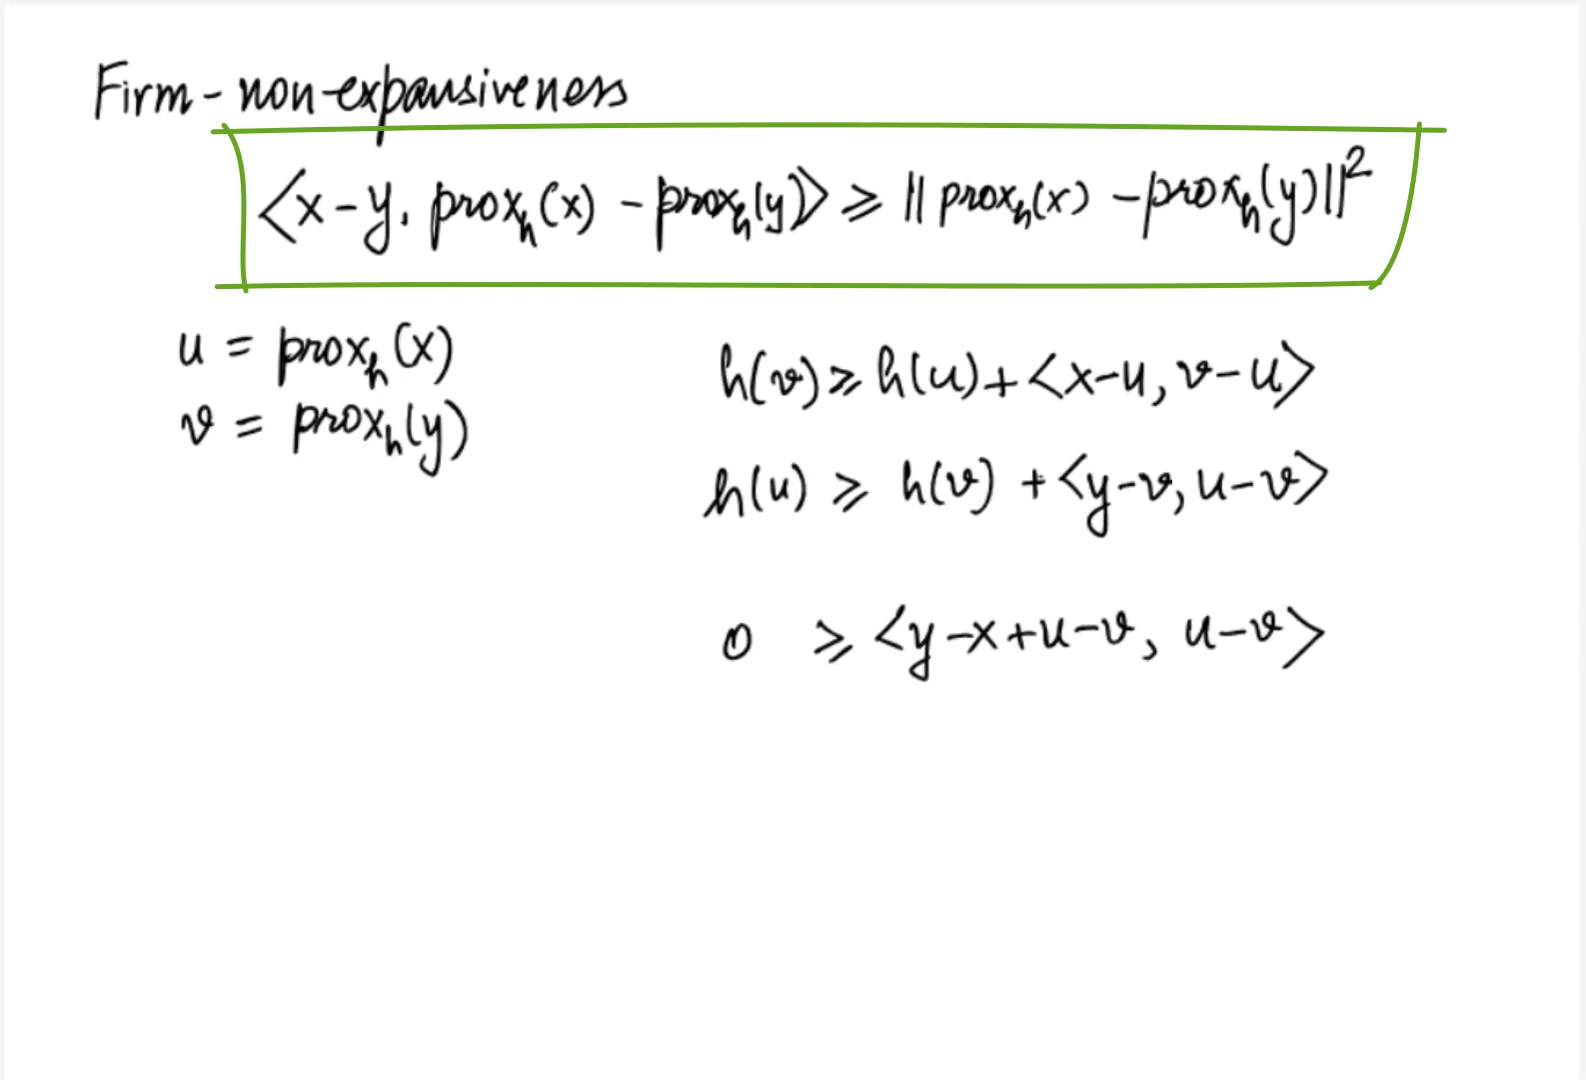 Firm-non-expansiveness
⟨x-y, prox_h(x) - prox_h(y)⟩ ≥ || prox_h(x) - prox_h(y)||²
u = prox_h(x)
v = prox_h(y)
h(v) ≥ h(u) + ⟨x-u, v-u⟩
h(u) ≥ h(v) + ⟨y-v, u-v⟩
0 ≥ ⟨y-x+u-v, u-v⟩